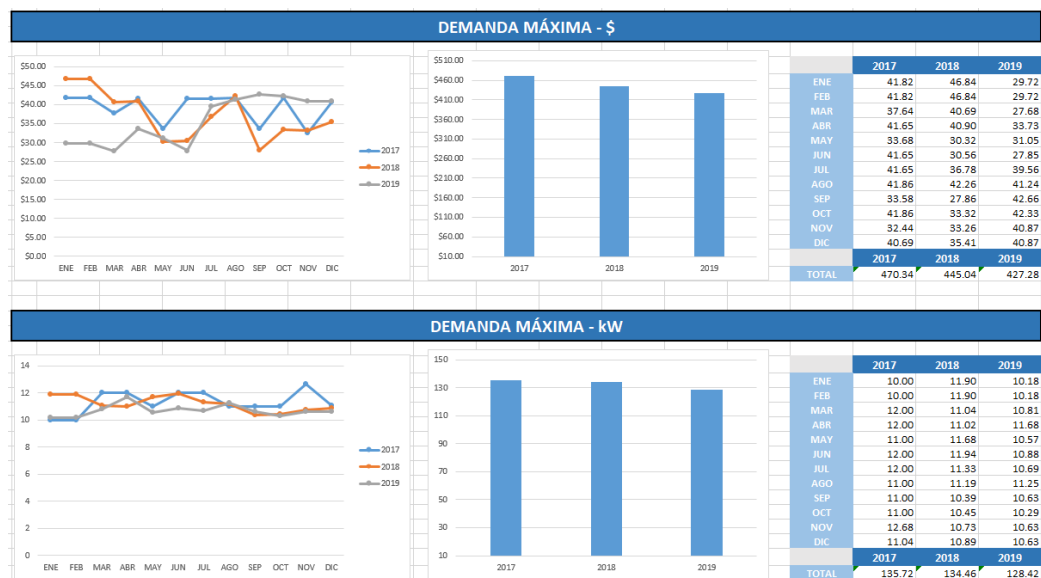 DEMANDA MÁXIMA - $
$50.00
$45.00
$40.00
$35.00
$30.00
$25.00
$20.00
$15.00
$10.00
$5.00
$0.00
ENE FEB MAR ABR MAY JUN JUL AGO SEP OCT NOV DIC
2017
2018
2019
$510.00
$460.00
$410.00
$360.00
$310.00
$260.00
$210.00
$160.00
$110.00
$60.00
$10.00
2017 2018 2019
2017 2018 2019
ENE 41.82 46.84 29.72
FEB 41.82 46.84 29.72
MAR 37.64 40.69 27.68
ABR 41.65 40.90 33.73
MAY 33.68 30.32 31.05
JUN 41.65 30.56 27.85
JUL 41.65 36.78 39.56
AGO 41.86 42.26 41.24
SEP 33.58 27.86 42.66
OCT 41.86 33.32 42.33
NOV 32.44 33.26 40.87
DIC 40.69 35.41 40.87
2017 2018 2019
TOTAL 470.34 445.04 427.28
DEMANDA MÁXIMA - kW
14
12
10
8
6
4
2
0
ENE FEB MAR ABR MAY JUN JUL AGO SEP OCT NOV DIC
2017
2018
2019
150
130
110
90
70
50
30
10
2017 2018 2019
2017 2018 2019
ENE 10.00 11.90 10.18
FEB 10.00 11.90 10.18
MAR 12.00 11.04 10.81
ABR 12.00 11.02 11.68
MAY 11.00 11.68 10.57
JUN 12.00 11.94 10.88
JUL 12.00 11.33 10.69
AGO 11.00 11.19 11.25
SEP 11.00 10.39 10.63
OCT 11.00 10.45 10.29
NOV 12.68 10.73 10.63
DIC 11.04 10.89 10.63
2017 2018 2019
TOTAL 135.72 134.46 128.42